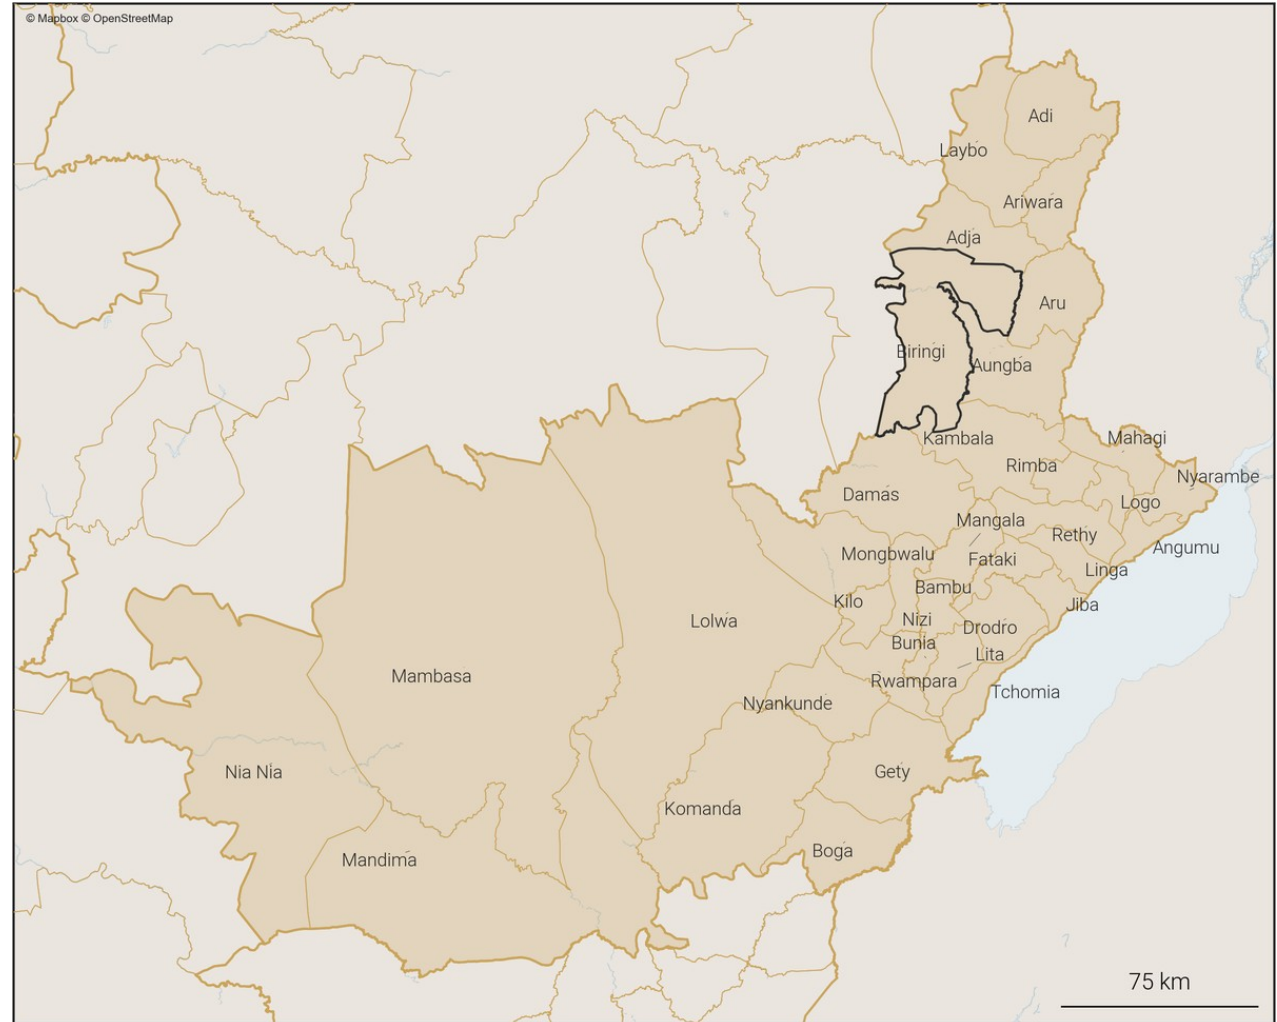 © Mapbox © OpenStreetMap
Adi
Laybo
Ariwara
Adja
Aru
Biringi
Aungba
Kambala
Mahagi
Rimba
Nyarambe
Damas
Logo
Mangala
Rethy
Angumu
Mongbwalu
Fataki
Linga
Bambu
Kilo
Jiba
Nizi
Lolwa
Drodro
Bunia
Lita
Mambasa
Rwampara
Tchomia
Nyankunde
Nia Nia
Gety
Komanda
Boga
Mandima
75 km